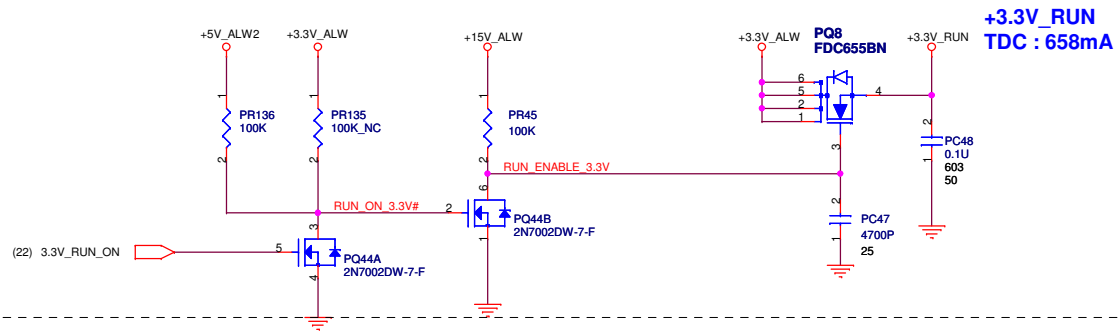 +3.3V_RUN
TDC : 658mA
+5V_ALW2 +3.3V_ALW +15V_ALW +3.3V_ALW PQ8 +3.3V_RUN
FDC655BN
1 1 1 6
5 4
2
1
PR136 PR135 PR45
100K 100K_NC 100K
2 2 2 3
2 PC48
0.1U
1 603
50
RUN_ENABLE_3.3V
6
RUN_ON_3.3V# 2
PQ44B
2N7002DW-7-F
1
2 PC47
4700P
1 25
3
(22) 3.3V_RUN_ON 5
PQ44A
2N7002DW-7-F
4